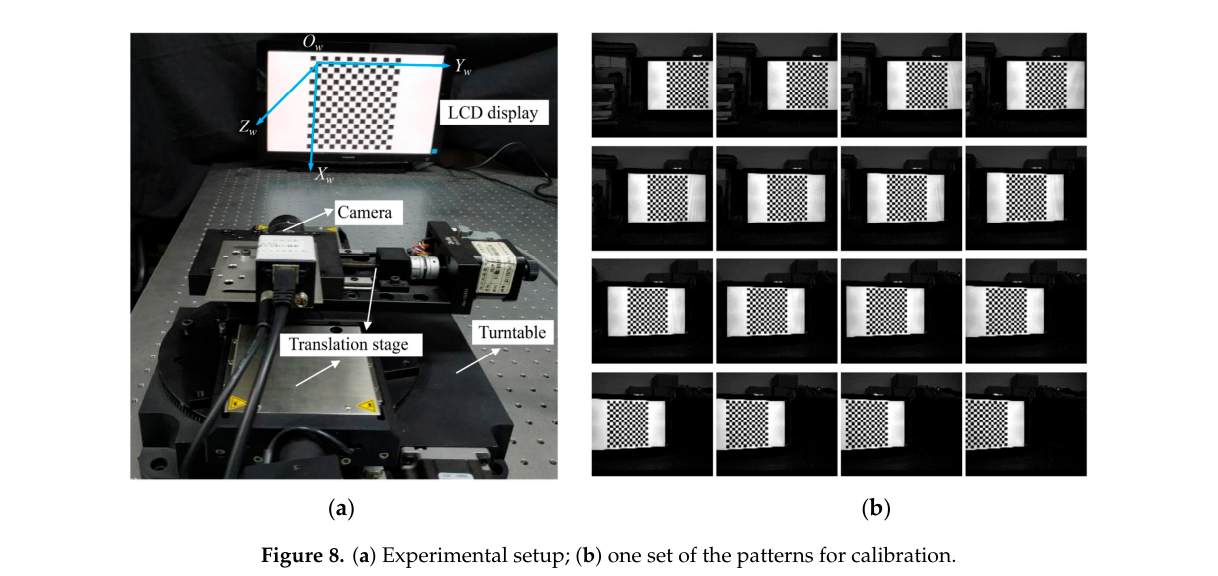 O_w
Y_w
LCD display
Z_w
X_w
Camera
Turntable
Translation stage
(a)
(b)
Figure 8. (a) Experimental setup; (b) one set of the patterns for calibration.